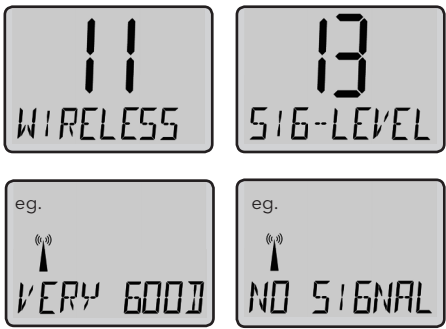 11
WIRELESS
13
SIG-LEVEL
eg.
VERY GOOD
eg.
NO SIGNAL